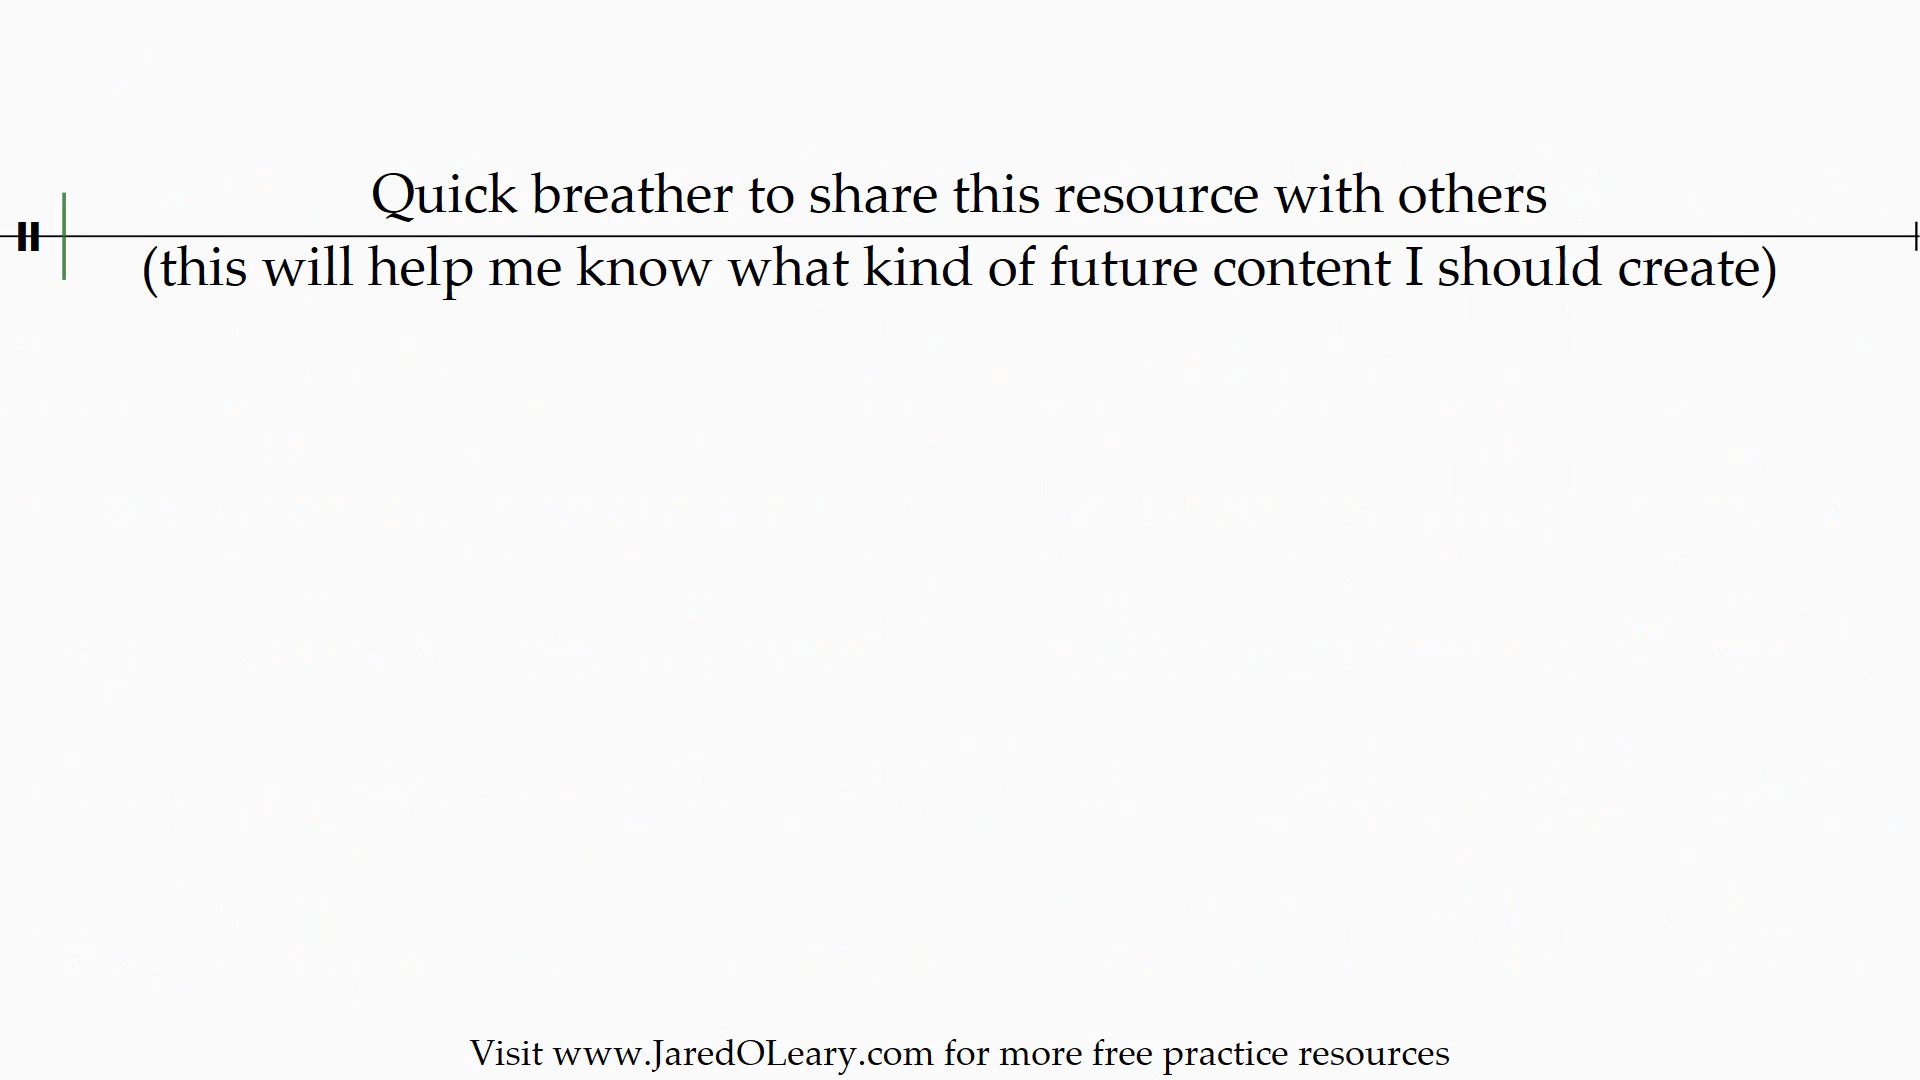 Quick breather to share this resource with others
(this will help me know what kind of future content I should create)
Visit www.JaredOLeary.com for more free practice resources